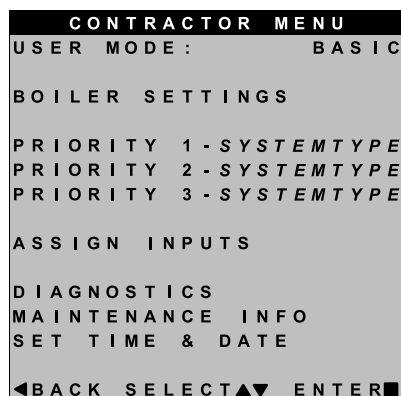 CONTRACTOR MENU
USER MODE: BASIC
BOILER SETTINGS
PRIORITY 1-SYSTEMTYPE
PRIORITY 2-SYSTEMTYPE
PRIORITY 3-SYSTEMTYPE
ASSIGN INPUTS
DIAGNOSTICS
MAINTENANCE INFO
SET TIME & DATE
◀BACK SELECT▲▼ ENTER■